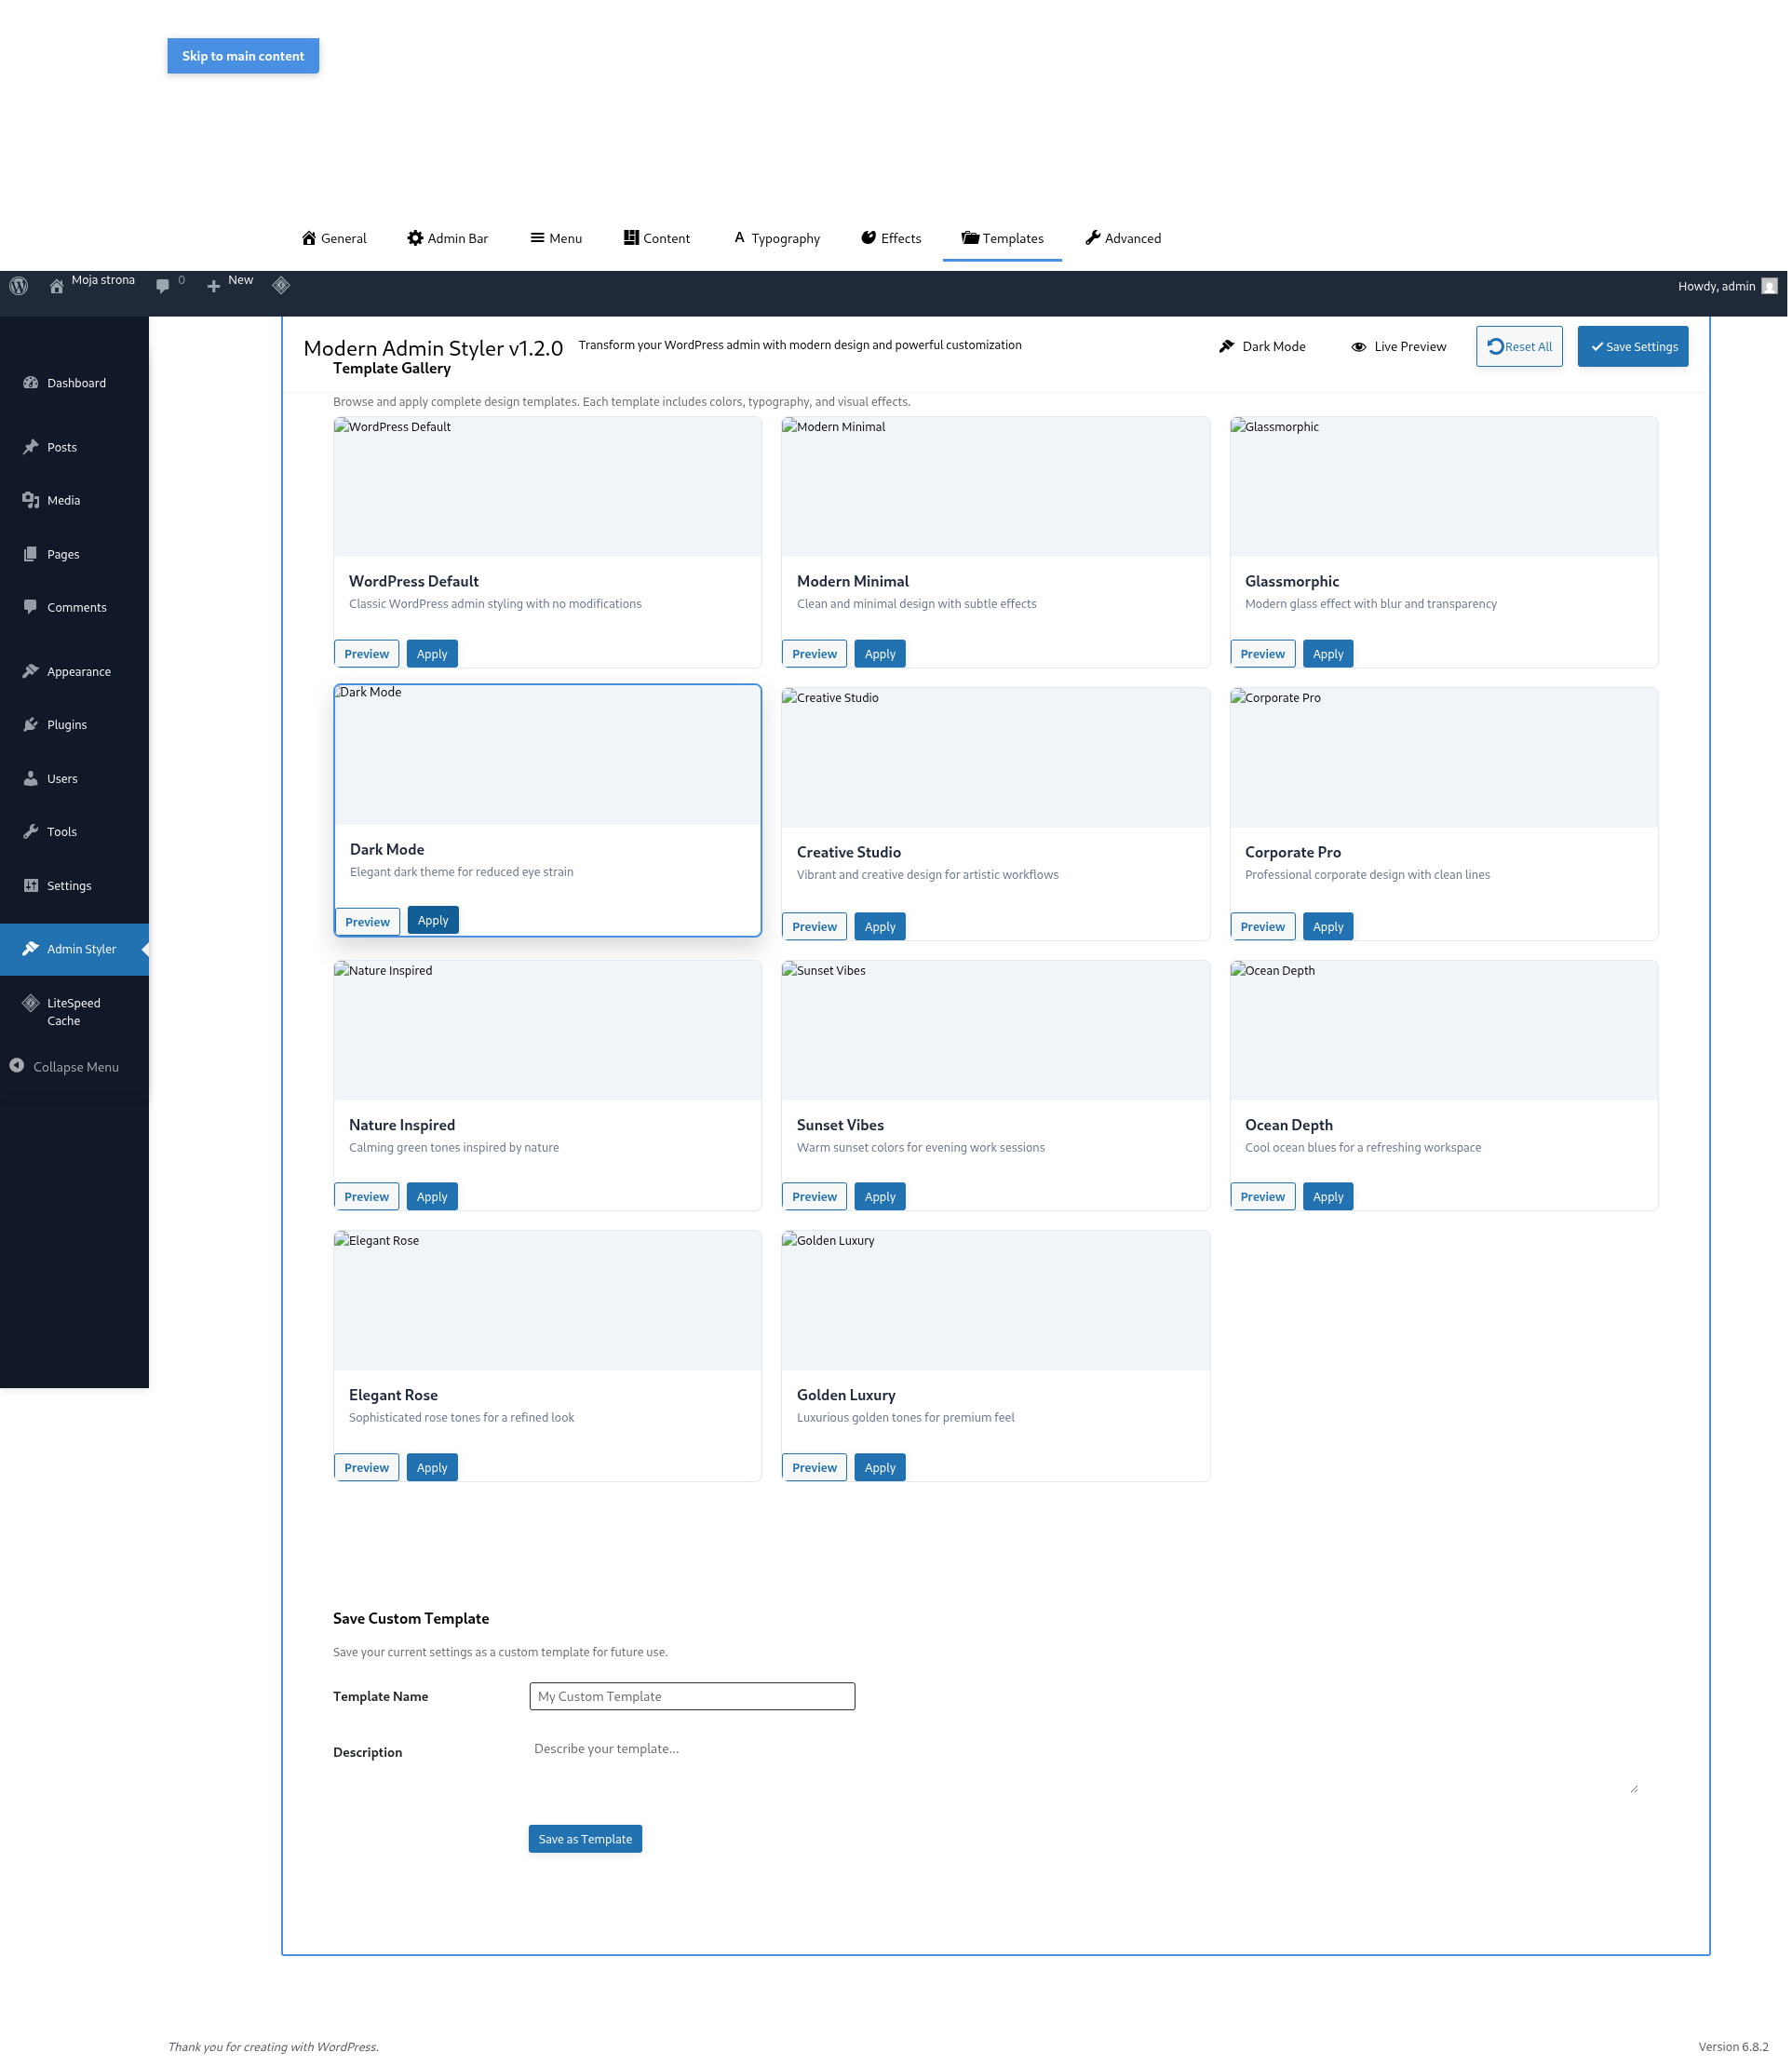 Skip to main content
General Admin Bar Menu Content Typography Effects Templates Advanced
Moja strona 0 New Howdy, admin
Modern Admin Styler v1.2.0 Transform your WordPress admin with modern design and powerful customization Dark Mode Live Preview Reset All Save Settings
Template Gallery
Browse and apply complete design templates. Each template includes colors, typography, and visual effects.
Dashboard
Posts
Media
Pages
Comments
Appearance
Plugins
Users
Tools
Settings
Admin Styler
LiteSpeed
Cache
Collapse Menu
WordPress Default
WordPress Default
Classic WordPress admin styling with no modifications
Preview Apply
Modern Minimal
Modern Minimal
Clean and minimal design with subtle effects
Preview Apply
Glassmorphic
Glassmorphic
Modern glass effect with blur and transparency
Preview Apply
Dark Mode
Dark Mode
Elegant dark theme for reduced eye strain
Preview Apply
Creative Studio
Creative Studio
Vibrant and creative design for artistic workflows
Preview Apply
Corporate Pro
Corporate Pro
Professional corporate design with clean lines
Preview Apply
Nature Inspired
Nature Inspired
Calming green tones inspired by nature
Preview Apply
Sunset Vibes
Sunset Vibes
Warm sunset colors for evening work sessions
Preview Apply
Ocean Depth
Ocean Depth
Cool ocean blues for a refreshing workspace
Preview Apply
Elegant Rose
Elegant Rose
Sophisticated rose tones for a refined look
Preview Apply
Golden Luxury
Golden Luxury
Luxurious golden tones for premium feel
Preview Apply
Save Custom Template
Save your current settings as a custom template for future use.
Template Name My Custom Template
Description Describe your template...
Save as Template
Thank you for creating with WordPress. Version 6.8.2